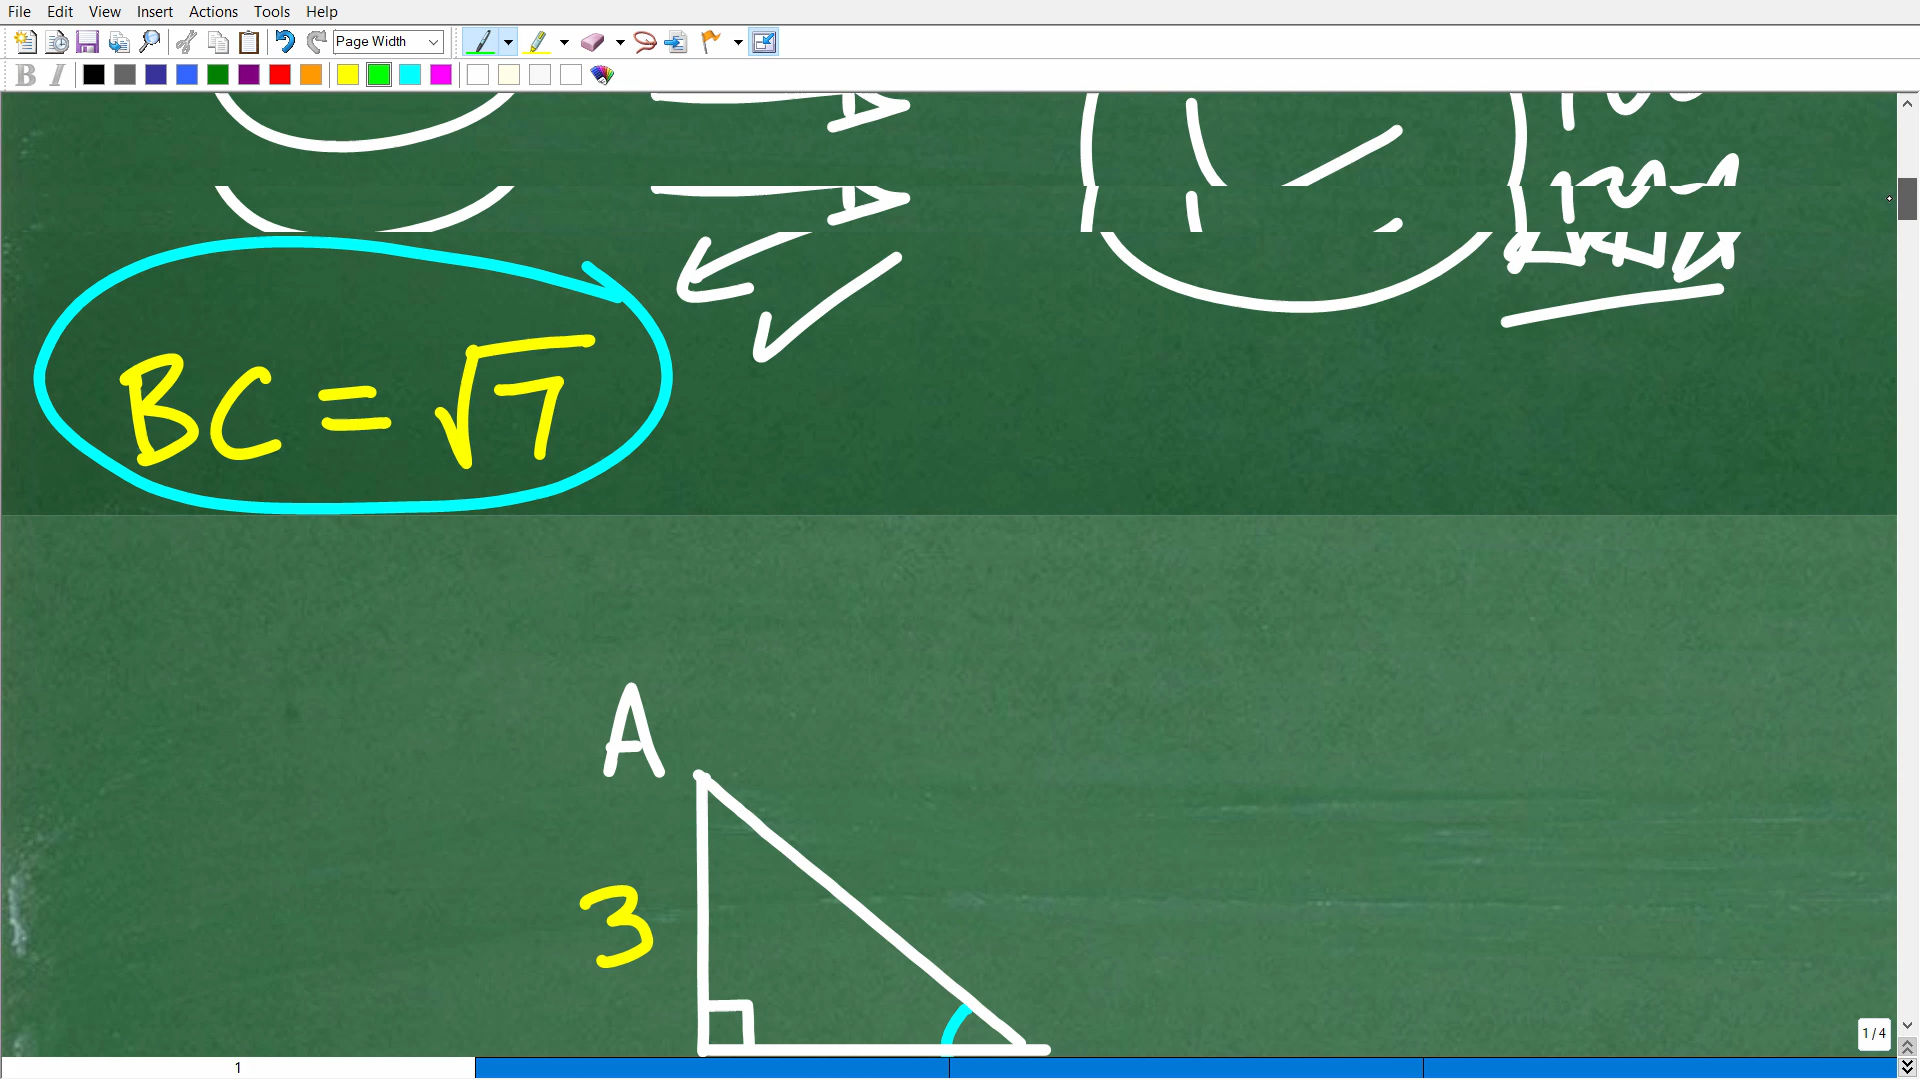 File Edit View Insert Actions Tools Help
Page Width
B I
BC = √7
A
3
1 / 4
1